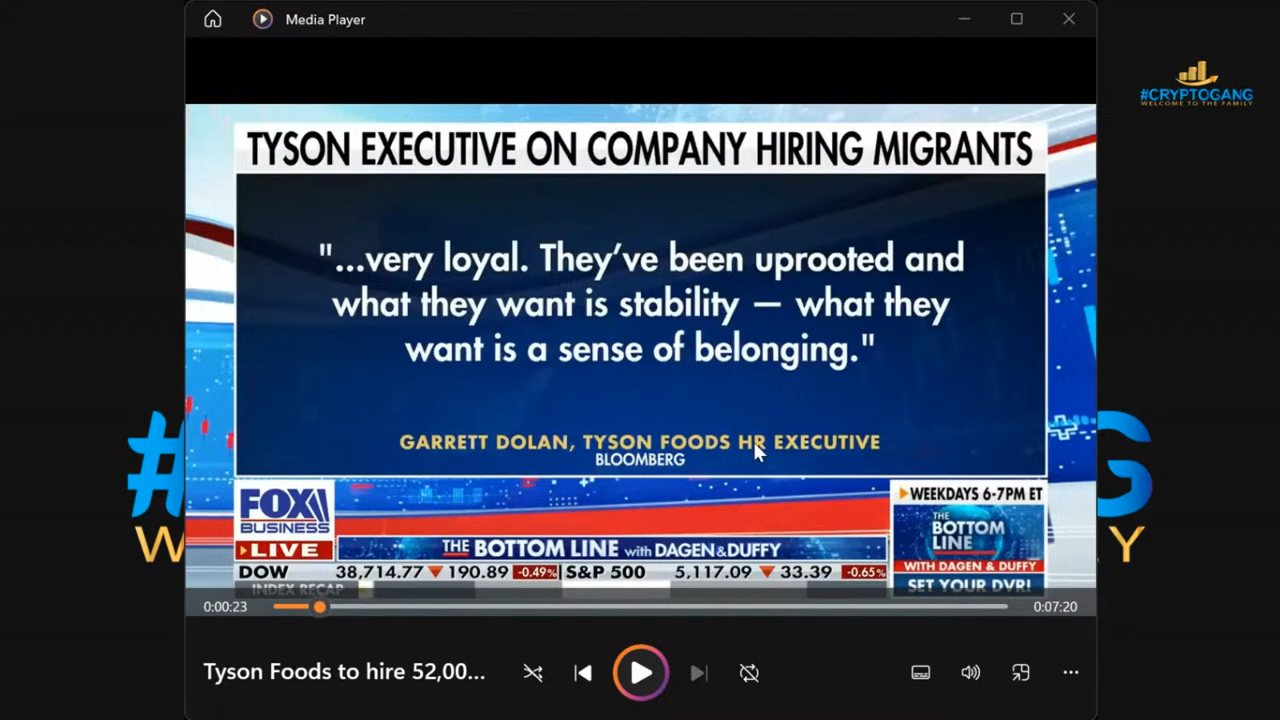 Media Player
#CRYPTOGANG
WELCOME TO THE FAMILY
TYSON EXECUTIVE ON COMPANY HIRING MIGRANTS
"...very loyal. They've been uprooted and
what they want is stability — what they
want is a sense of belonging."
GARRETT DOLAN, TYSON FOODS HR EXECUTIVE
BLOOMBERG
FOX
BUSINESS
LIVE
WEEKDAYS 6-7PM ET
THE
BOTTOM
LINE
WITH DAGEN & DUFFY
SET YOUR DVR!
THE BOTTOM LINE with DAGEN & DUFFY
DOW 38,714.77 ▼ 190.89 -0.49% S&P 500 5,117.09 ▼ 33.39 -0.65%
INDEX RECAP
#
G
W
Y
0:00:23
0:07:20
Tyson Foods to hire 52,00...